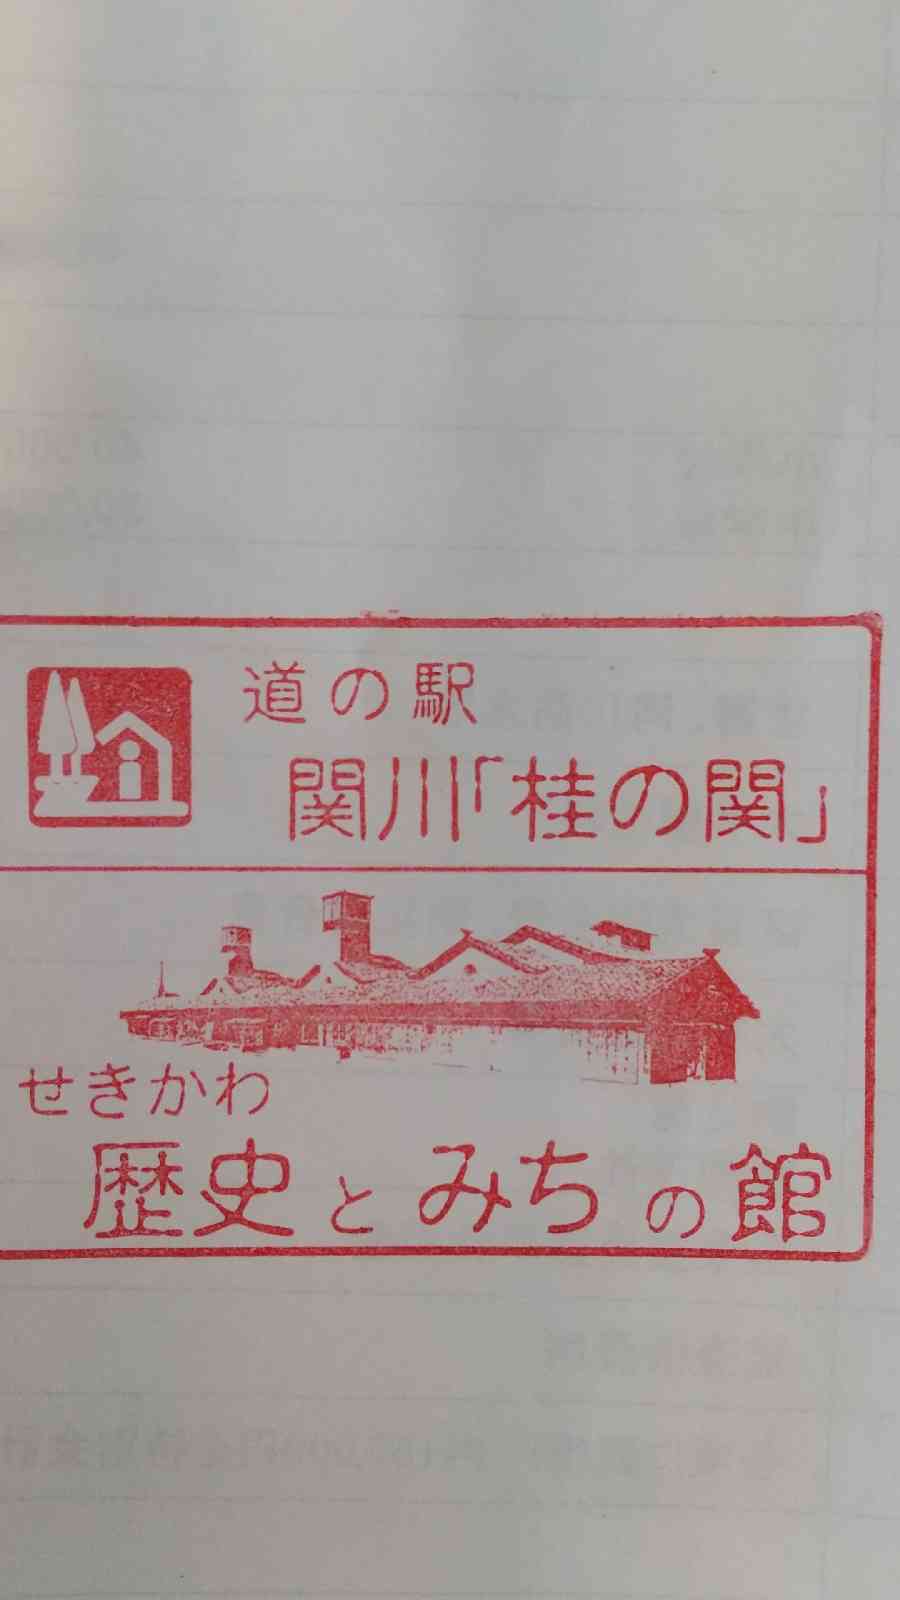 道の駅
関川「桂の関」
せきかわ
歴史とみちの館